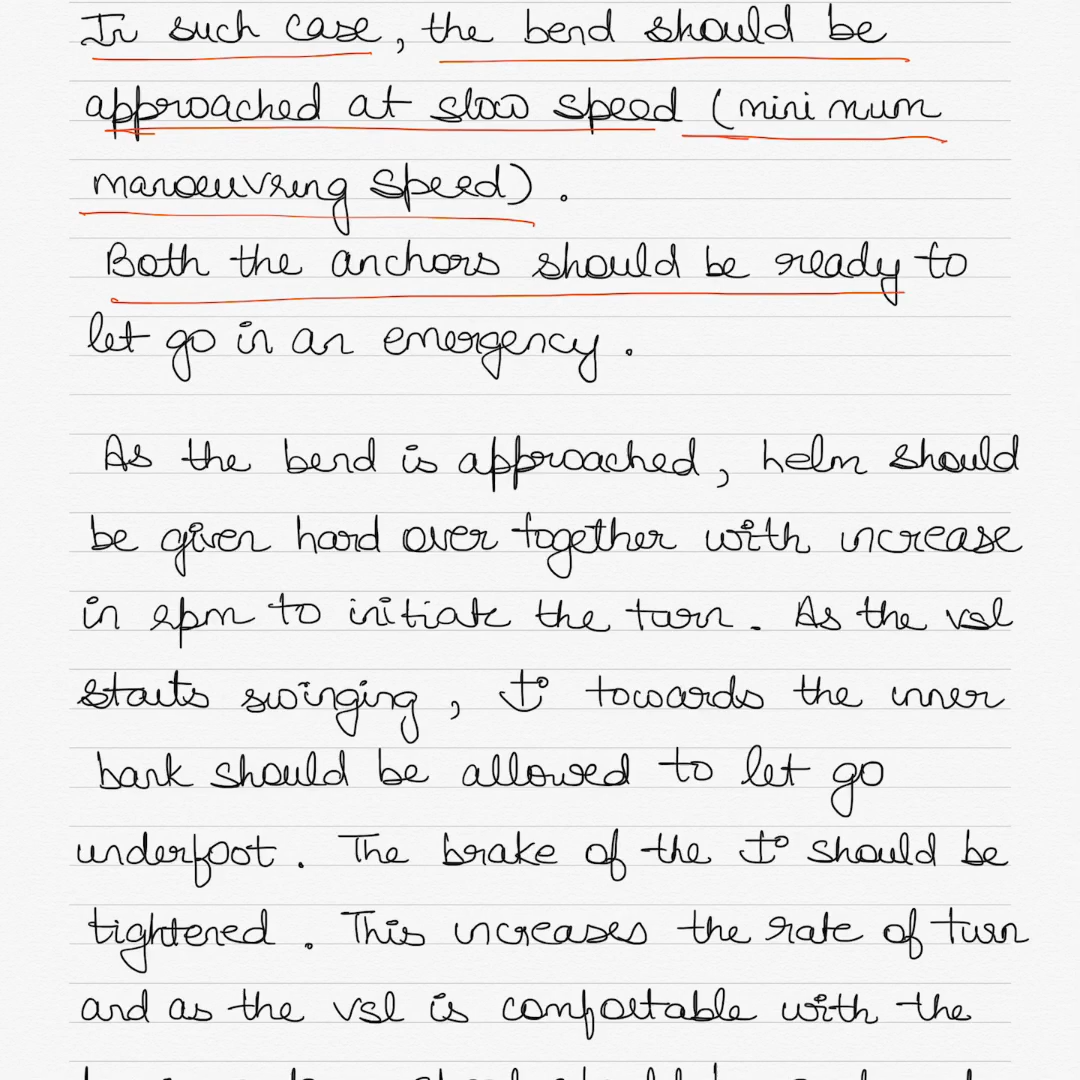 In such case, the bend should be
approached at slow speed (minimum
manoeuvring speed).
Both the anchors should be ready to
let go in an emergency.
As the bend is approached, helm should
be given hard over together with increase
in rpm to initiate the turn. As the vsl
starts swinging, ⚓ towards the inner
bank should be allowed to let go
underfoot. The brake of the ⚓ should be
tightened. This increases the rate of turn
and as the vsl is comfortable with the